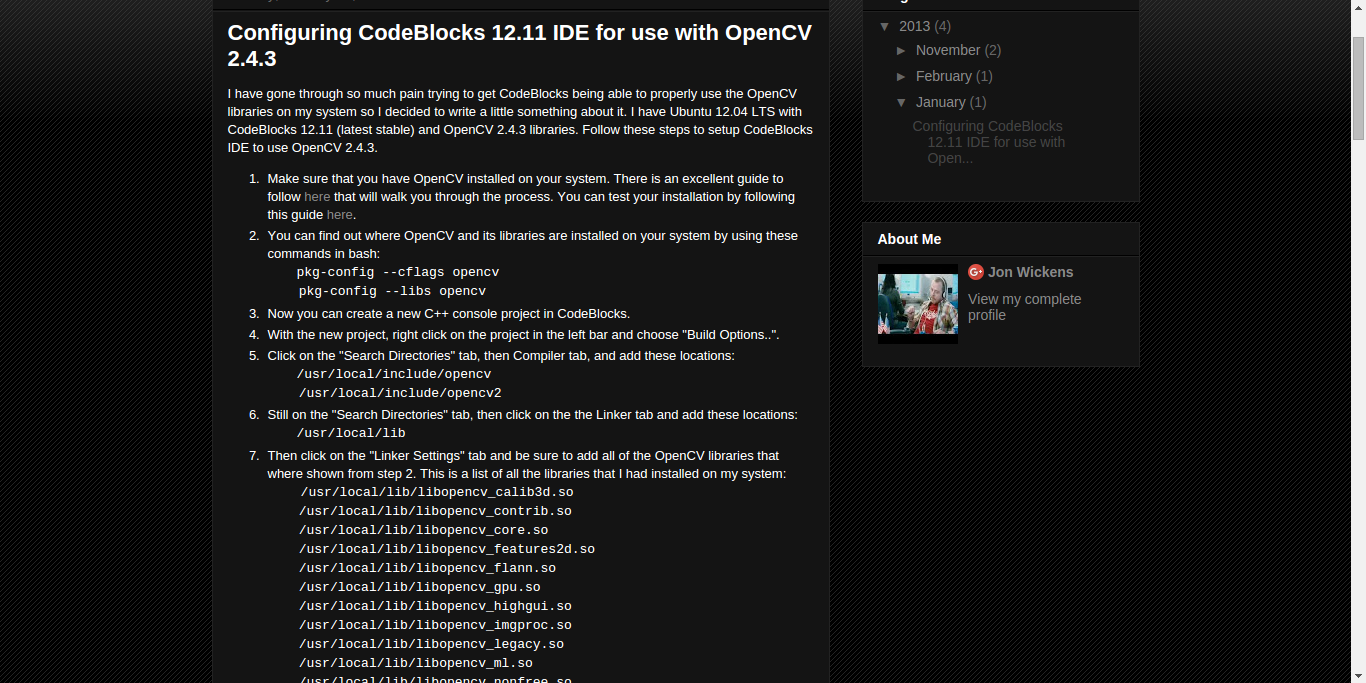 Configuring CodeBlocks 12.11 IDE for use with OpenCV
2.4.3
I have gone through so much pain trying to get CodeBlocks being able to properly use the OpenCV
libraries on my system so I decided to write a little something about it. I have Ubuntu 12.04 LTS with
CodeBlocks 12.11 (latest stable) and OpenCV 2.4.3 libraries. Follow these steps to setup CodeBlocks
IDE to use OpenCV 2.4.3.
1. Make sure that you have OpenCV installed on your system. There is an excellent guide to
follow here that will walk you through the process. You can test your installation by following
this guide here.
2. You can find out where OpenCV and its libraries are installed on your system by using these
commands in bash:
pkg-config --cflags opencv
pkg-config --libs opencv
3. Now you can create a new C++ console project in CodeBlocks.
4. With the new project, right click on the project in the left bar and choose "Build Options..".
5. Click on the "Search Directories" tab, then Compiler tab, and add these locations:
/usr/local/include/opencv
/usr/local/include/opencv2
6. Still on the "Search Directories" tab, then click on the the Linker tab and add these locations:
/usr/local/lib
7. Then click on the "Linker Settings" tab and be sure to add all of the OpenCV libraries that
where shown from step 2. This is a list of all the libraries that I had installed on my system:
/usr/local/lib/libopencv_calib3d.so
/usr/local/lib/libopencv_contrib.so
/usr/local/lib/libopencv_core.so
/usr/local/lib/libopencv_features2d.so
/usr/local/lib/libopencv_flann.so
/usr/local/lib/libopencv_gpu.so
/usr/local/lib/libopencv_highgui.so
/usr/local/lib/libopencv_imgproc.so
/usr/local/lib/libopencv_legacy.so
/usr/local/lib/libopencv_ml.so
/usr/local/lib/libopencv_nonfree.so
▼ 2013 (4)
► November (2)
► February (1)
▼ January (1)
Configuring CodeBlocks
12.11 IDE for use with
Open...
About Me
G+ Jon Wickens
View my complete
profile